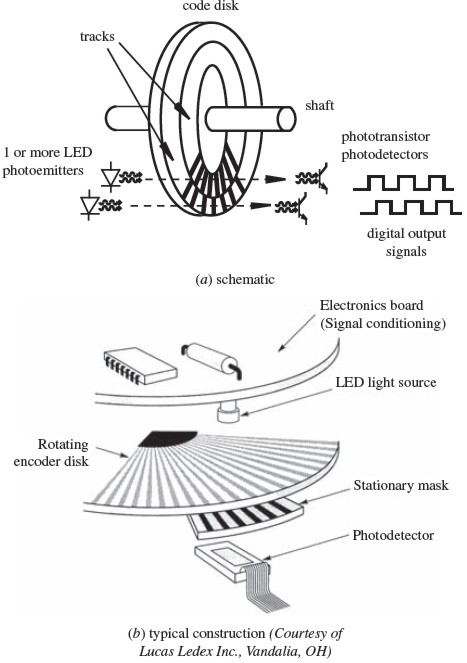 code disk
tracks
shaft
1 or more LED
photoemitters
phototransistor
photodetectors
digital output
signals
(a) schematic
Electronics board
(Signal conditioning)
LED light source
Rotating
encoder disk
Stationary mask
Photodetector
(b) typical construction (Courtesy of
Lucas Ledex Inc., Vandalia, OH)